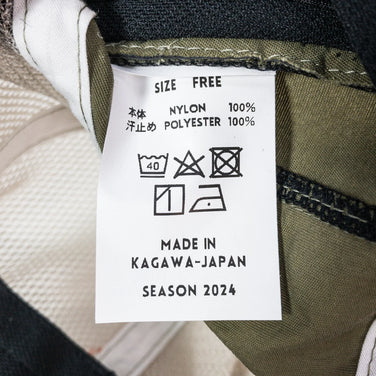 SIZE FREE
本体 NYLON 100%
汗止め POLYESTER 100%
40
MADE IN
KAGAWA-JAPAN
SEASON 2024